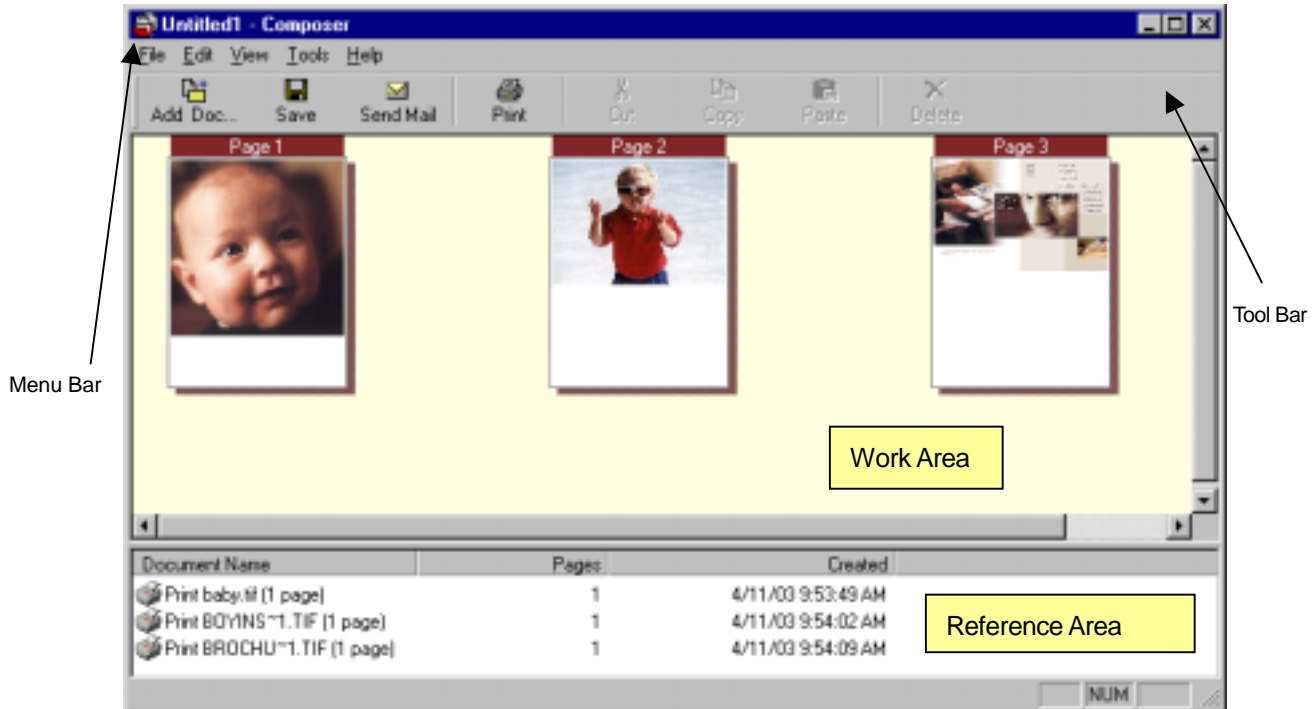 Untitled1 - Composer
File Edit View Tools Help
Add Doc... Save Send Mail Print Cut Copy Paste Delete
Page 1 Page 2 Page 3
Tool Bar
Menu Bar
Work Area
Document Name Pages Created
Print baby.tif (1 page) 1 4/11/03 9:53:49 AM
Print BOYINS~1.TIF (1 page) 1 4/11/03 9:54:02 AM
Print BROCHU~1.TIF (1 page) 1 4/11/03 9:54:09 AM
Reference Area
NUM